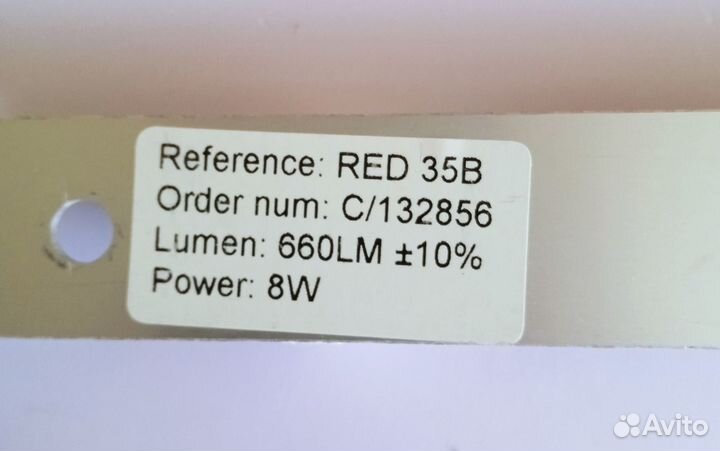 Reference: RED 35B
Order num: C/132856
Lumen: 660LM ±10%
Power: 8W
Avito